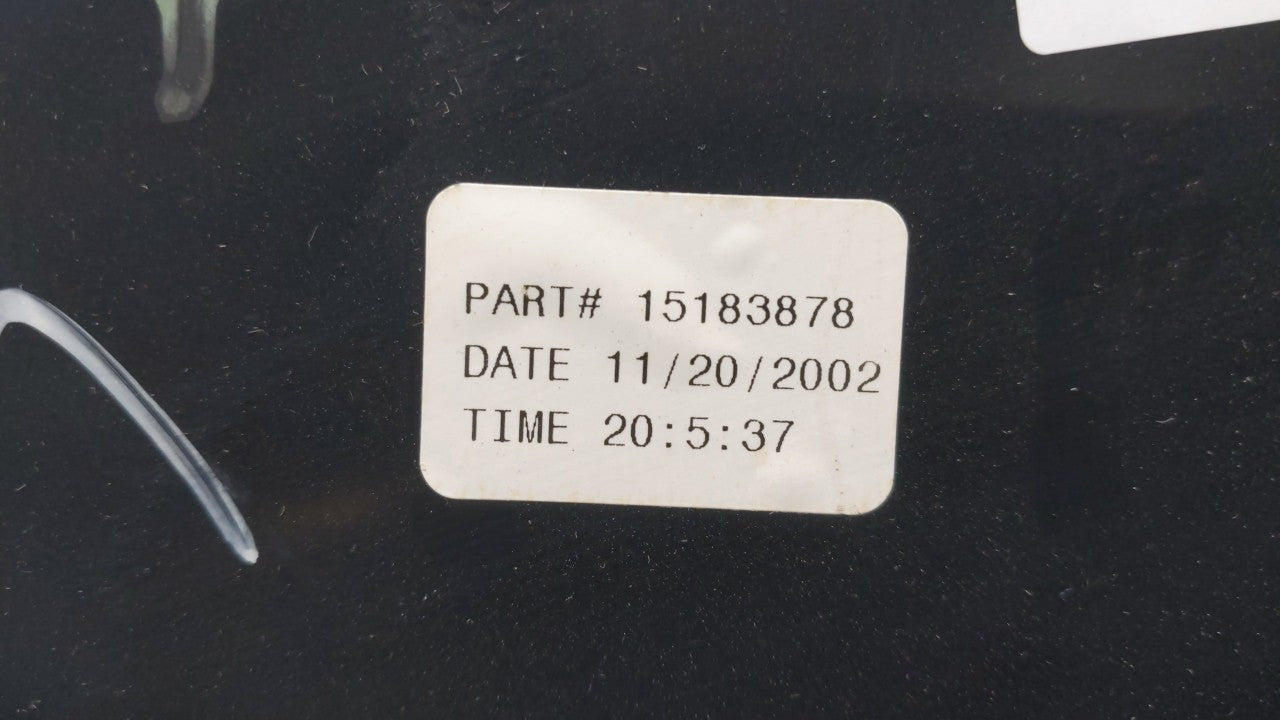 PART# 15183878
DATE 11/20/2002
TIME 20:5:37